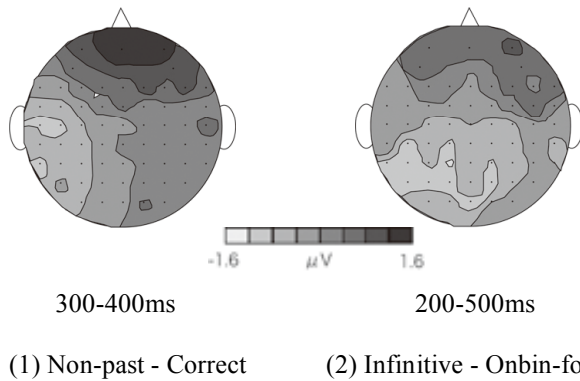 -1.6 μV 1.6
300-400ms 200-500ms
(1) Non-past - Correct (2) Infinitive - Onbin-fo